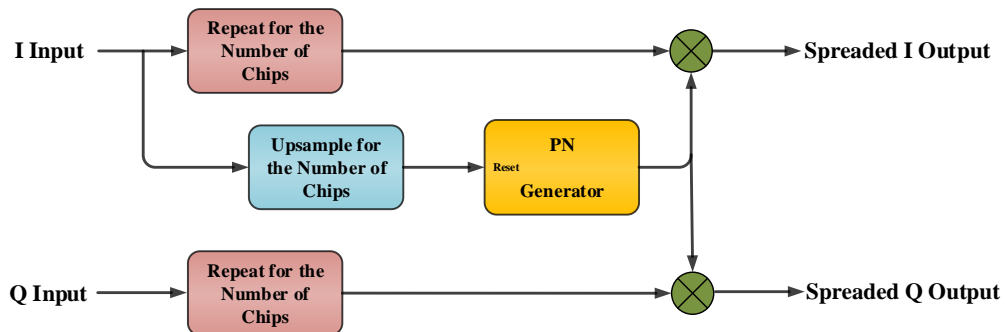 I Input
Repeat for the
Number of
Chips
Spreaded I Output
Upsample for
the Number of
Chips
PN
Reset
Generator
Q Input
Repeat for the
Number of
Chips
Spreaded Q Output